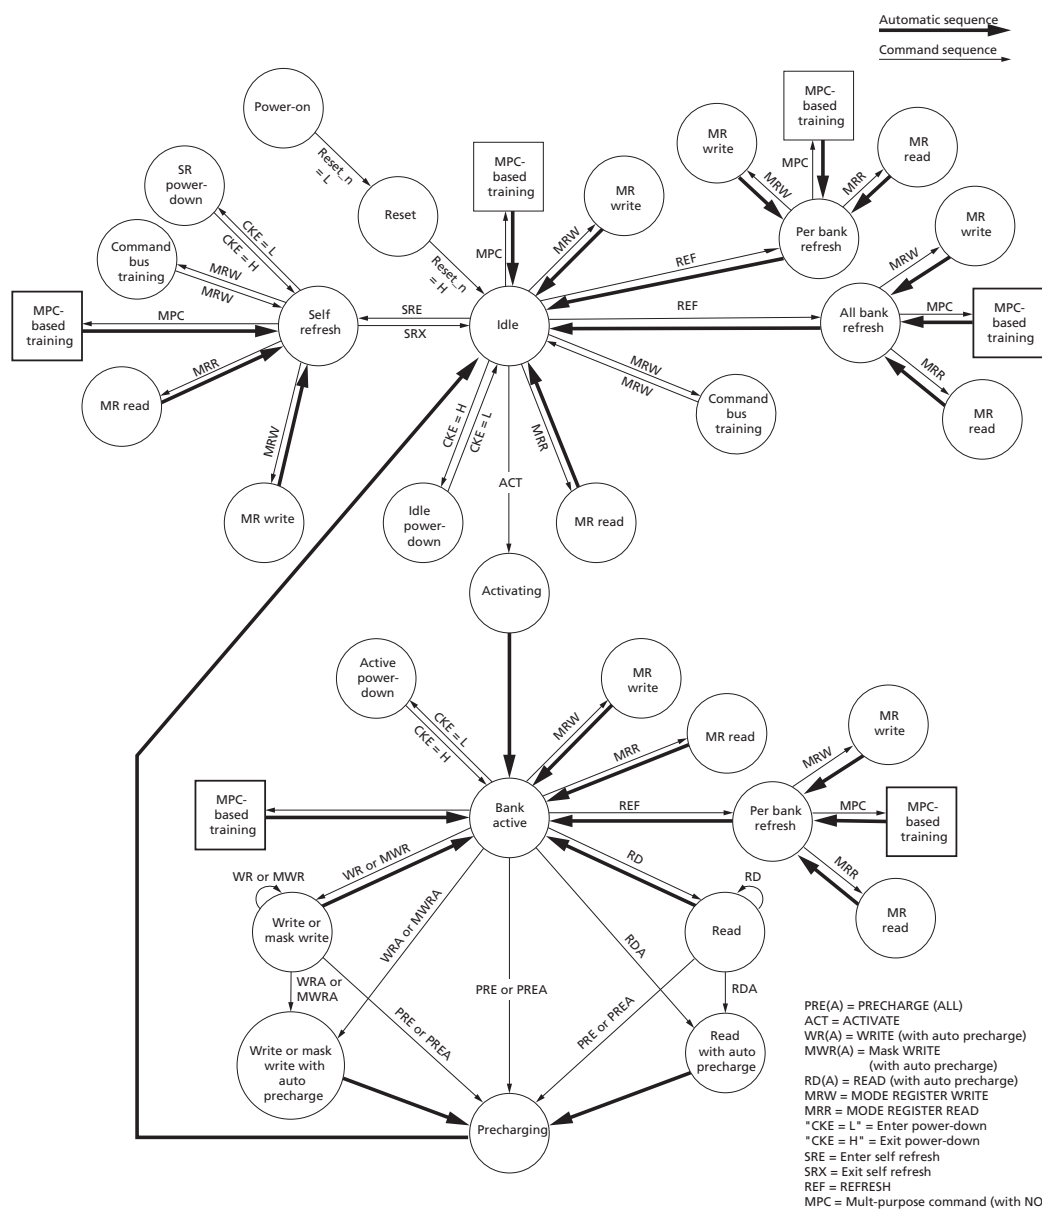 Automatic sequence
Command sequence
Power-on
Reset_n
= L
Reset
Reset_n
= H
SR
power-
down
CKE = L
CKE = H
Command
bus
training
MRW
MRW
MPC-
based
training
MPC
Self
refresh
MRR
MR read
MRW
MR write
SRE
SRX
MPC-
based
training
MPC
MR
write
MRW
Idle
REF
MR
write
MRW
MPC-
based
training
MPC
MR
read
MRR
Per bank
refresh
REF
All bank
refresh
MR
write
MRW
MPC
MPC-
based
training
MRR
MR
read
MRW
MRW
Command
bus
training
CKE = H
CKE = L
Idle
power-
down
ACT
MRR
MR read
Activating
Active
power-
down
CKE = L
CKE = H
MR
write
MRW
MR read
MRR
MPC-
based
training
Bank
active
REF
Per bank
refresh
MR
write
MRW
MPC
MPC-
based
training
MRR
MR
read
WR or MWR
WR or MWR
Write or
mask write
WRA or MWRA
RD
RD
Read
RDA
WRA or
MWRA
PRE or PREA
PRE or PREA
PRE or PREA
RDA
Write or mask
write with
auto
precharge
Read
with auto
precharge
Precharging
PRE(A) = PRECHARGE (ALL)
ACT = ACTIVATE
WR(A) = WRITE (with auto precharge)
MWR(A) = Mask WRITE
(with auto precharge)
RD(A) = READ (with auto precharge)
MRW = MODE REGISTER WRITE
MRR = MODE REGISTER READ
"CKE = L" = Enter power-down
"CKE = H" = Exit power-down
SRE = Enter self refresh
SRX = Exit self refresh
REF = REFRESH
MPC = Mult-purpose command (with NO